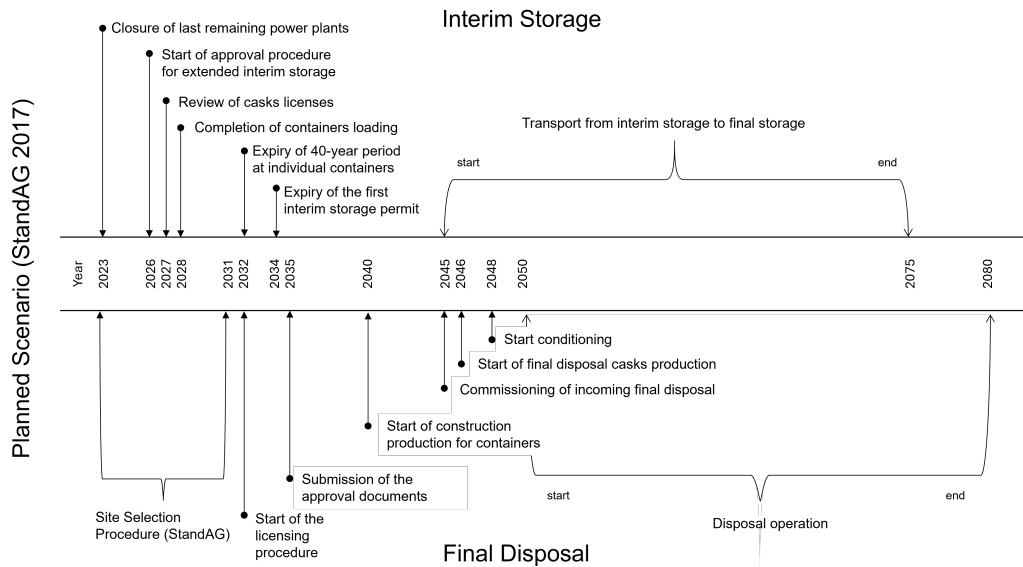 Interim Storage
Closure of last remaining power plants
Start of approval procedure
for extended interim storage
Review of casks licenses
Completion of containers loading
Expiry of 40-year period
at individual containers
Expiry of the first
interim storage permit
Transport from interim storage to final storage
start
end
Planned Scenario (StandAG 2017)
Year
2023
2026
2027
2028
2031
2032
2034
2035
2040
2045
2046
2048
2050
2075
2080
Start conditioning
Start of final disposal casks production
Commissioning of incoming final disposal
Start of construction
production for containers
Submission of the
approval documents
start
end
Site Selection
Procedure (StandAG)
Start of the
licensing
procedure
Disposal operation
Final Disposal